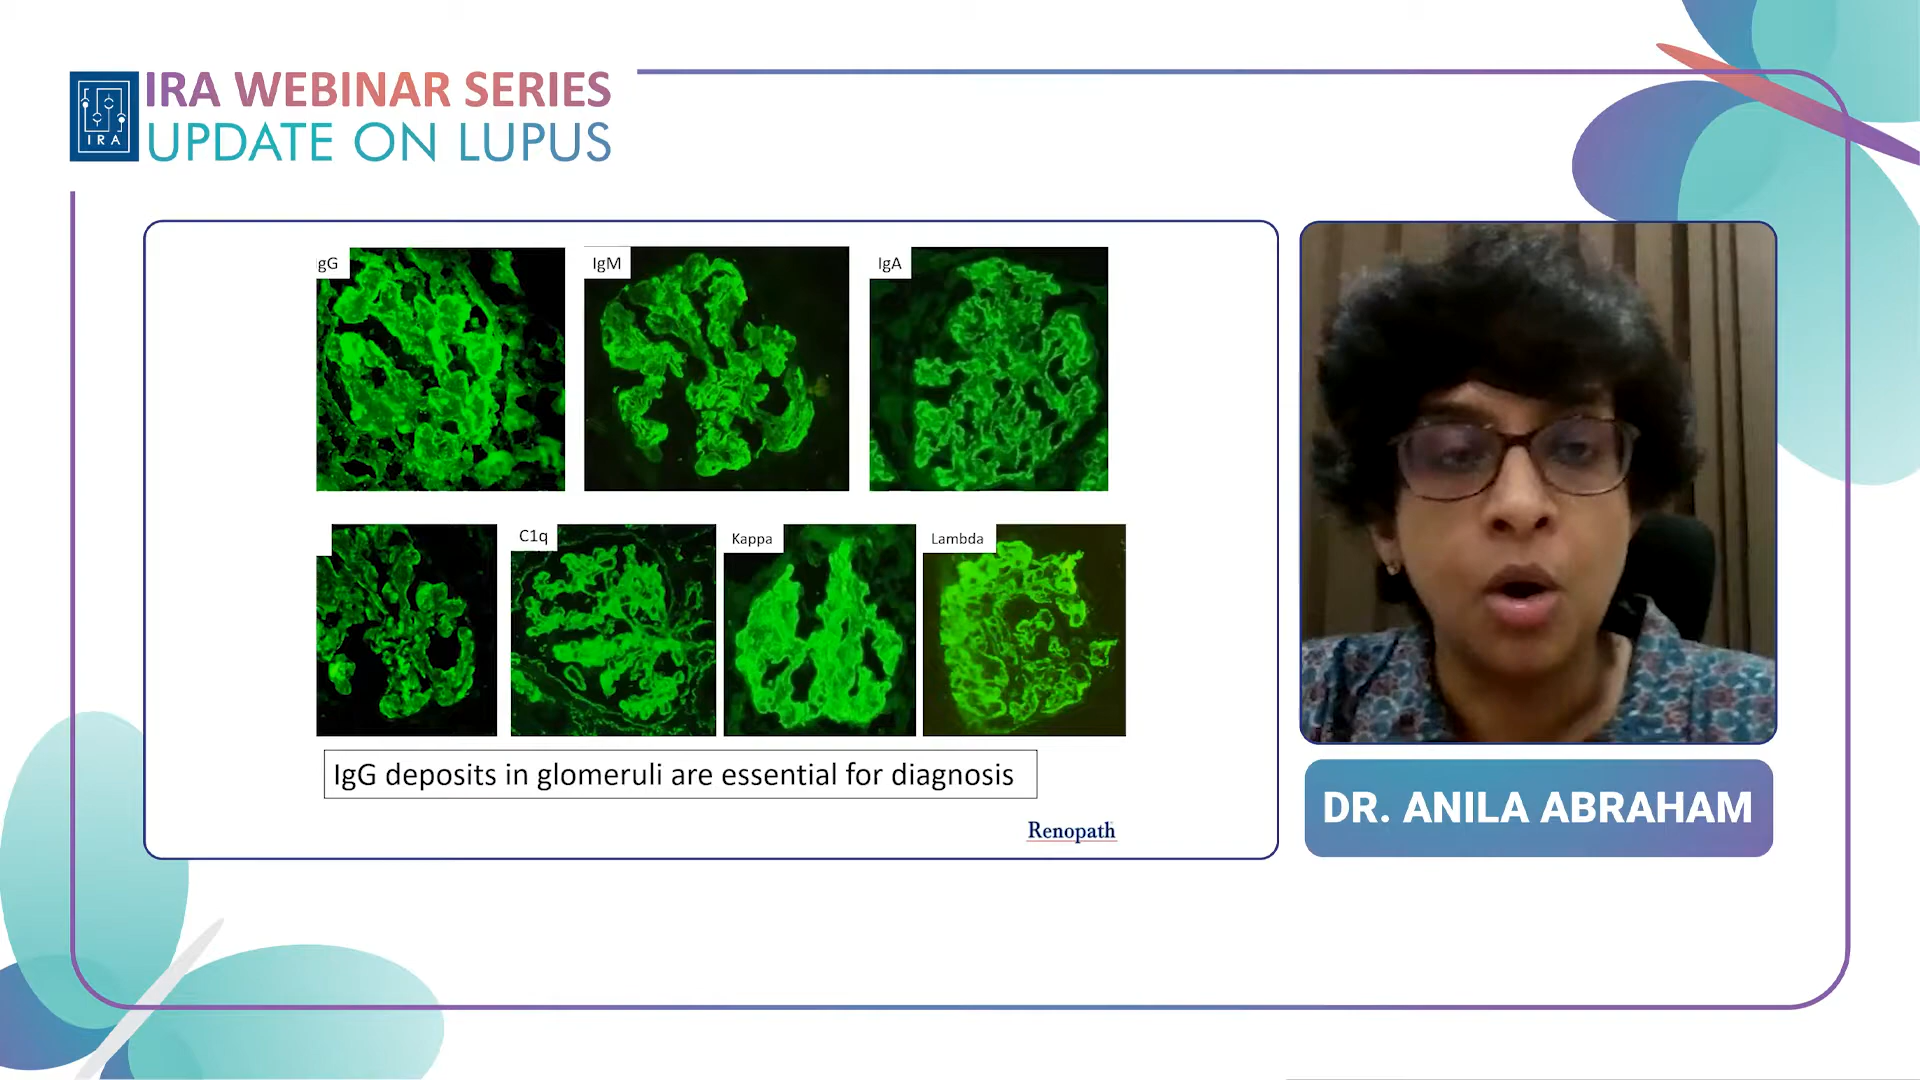 IRA WEBINAR SERIES
IRA
UPDATE ON LUPUS
gG
IgM
IgA
C1q
Kappa
Lambda
IgG deposits in glomeruli are essential for diagnosis
Renopath
DR. ANILA ABRAHAM